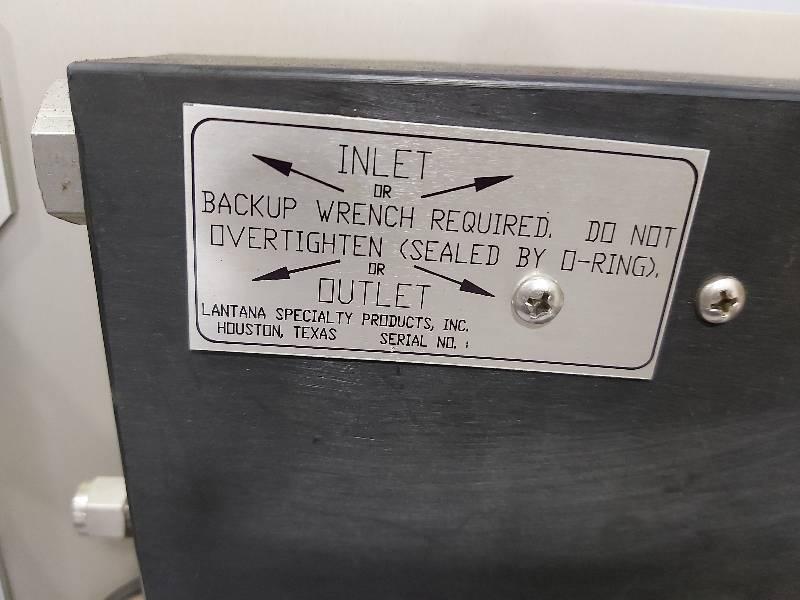 INLET
OR
BACKUP WRENCH REQUIRED. DO NOT
OVERTIGHTEN (SEALED BY O-RING).
OR
OUTLET
LANTANA SPECIALTY PRODUCTS, INC.
HOUSTON, TEXAS SERIAL NO. :